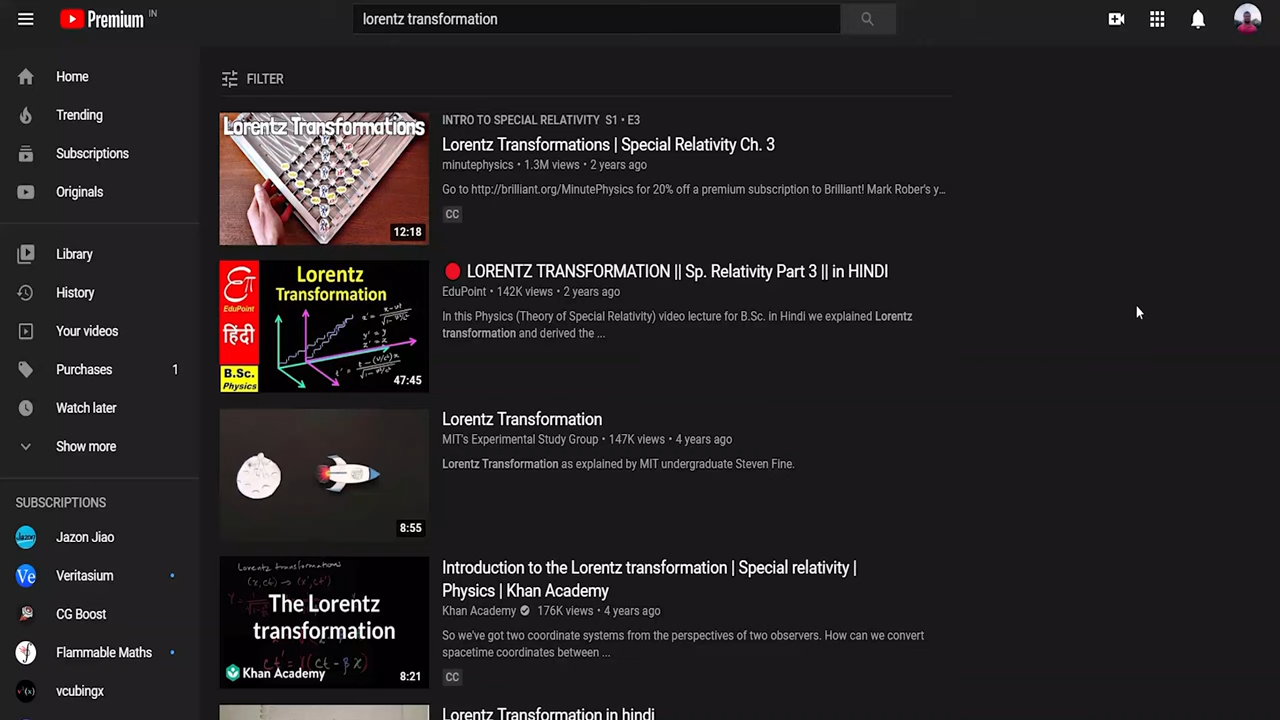 Premium IN
lorentz transformation
Home
Trending
Subscriptions
Originals
Library
History
Your videos
Purchases 1
Watch later
Show more
SUBSCRIPTIONS
Jazon Jiao
Veritasium
CG Boost
Flammable Maths
vcubingx
FILTER
Lorentz Transformations
12:18
INTRO TO SPECIAL RELATIVITY S1 • E3
Lorentz Transformations | Special Relativity Ch. 3
minutephysics • 1.3M views • 2 years ago
Go to http://brilliant.org/MinutePhysics for 20% off a premium subscription to Brilliant! Mark Rober's y...
CC
EduPoint
हिंदी
B.Sc.
Physics
Lorentz
Transformation
47:45
LORENTZ TRANSFORMATION || Sp. Relativity Part 3 || in HINDI
EduPoint • 142K views • 2 years ago
In this Physics (Theory of Special Relativity) video lecture for B.Sc. in Hindi we explained Lorentz
transformation and derived the ...
8:55
Lorentz Transformation
MIT's Experimental Study Group • 147K views • 4 years ago
Lorentz Transformation as explained by MIT undergraduate Steven Fine.
Lorentz transformations
The Lorentz
transformation
Khan Academy
8:21
Introduction to the Lorentz transformation | Special relativity |
Physics | Khan Academy
Khan Academy 176K views • 4 years ago
So we've got two coordinate systems from the perspectives of two observers. How can we convert
spacetime coordinates between ...
CC
Lorentz Transformation in hindi